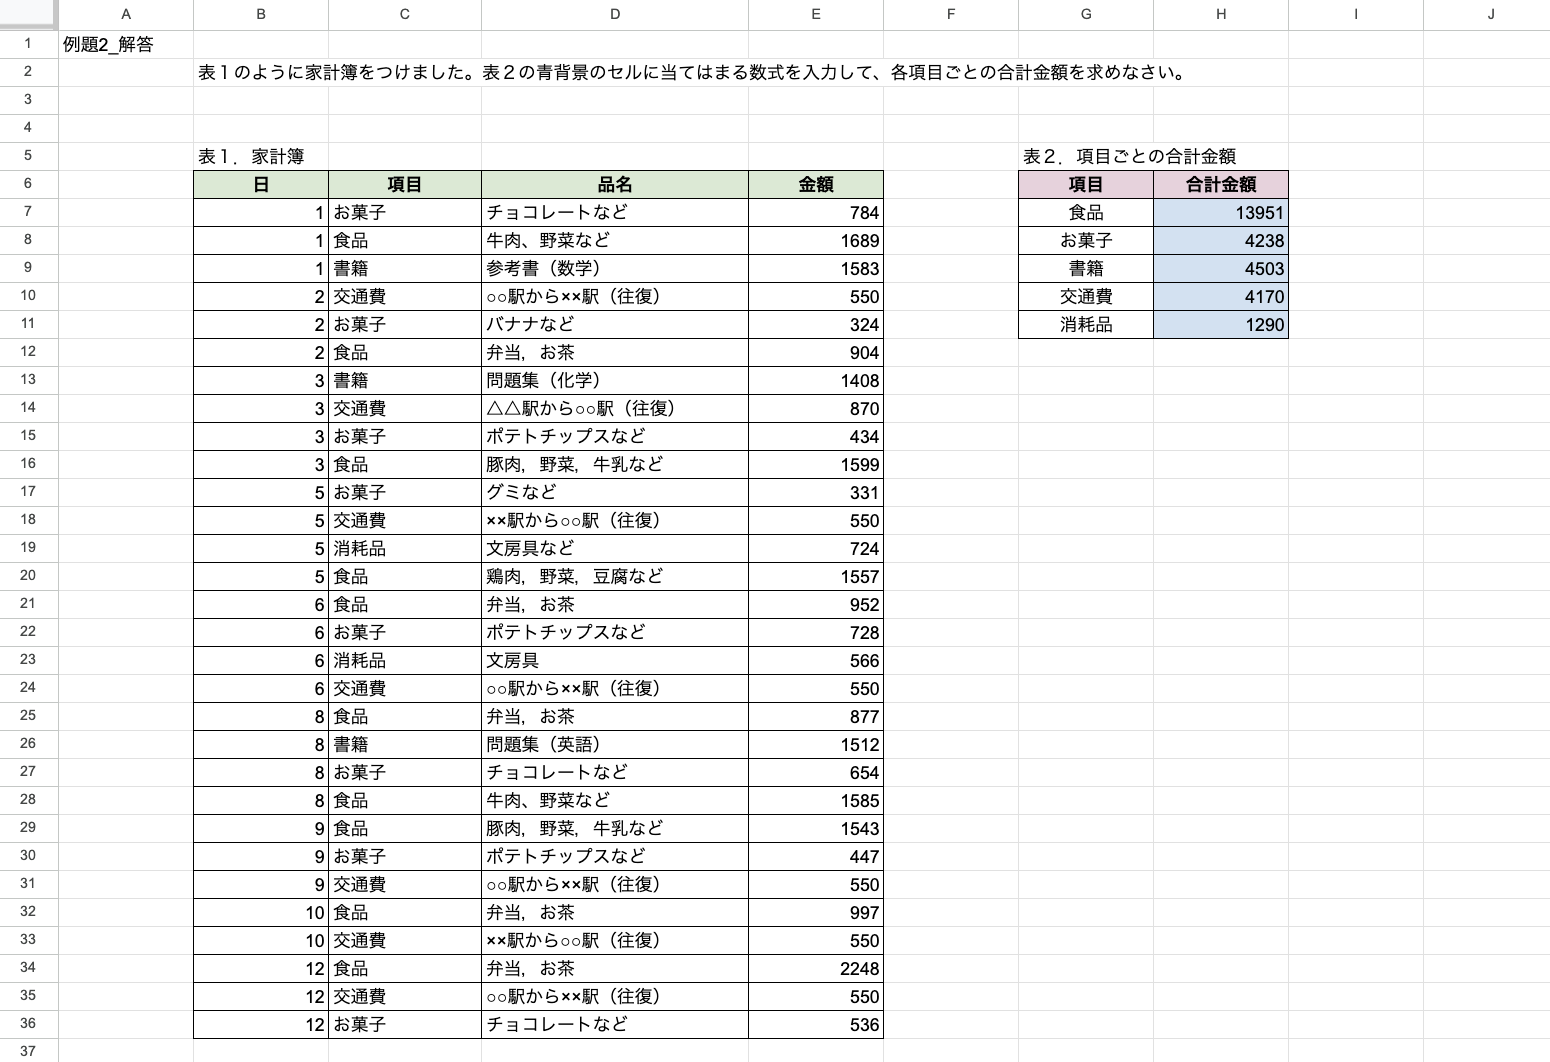 A B C D E F G H I J
1 例題2_解答
2 表１のように家計簿をつけました。表２の青背景のセルに当てはまる数式を入力して、各項目ごとの合計金額を求めなさい。
3
4
5 表１．家計簿 表２．項目ごとの合計金額
6 日 項目 品名 金額 項目 合計金額
7 1 お菓子 チョコレートなど 784 食品 13951
8 1 食品 牛肉、野菜など 1689 お菓子 4238
9 1 書籍 参考書（数学） 1583 書籍 4503
10 2 交通費 ○○駅から××駅（往復） 550 交通費 4170
11 2 お菓子 バナナなど 324 消耗品 1290
12 2 食品 弁当，お茶 904
13 3 書籍 問題集（化学） 1408
14 3 交通費 △△駅から○○駅（往復） 870
15 3 お菓子 ポテトチップスなど 434
16 3 食品 豚肉，野菜，牛乳など 1599
17 5 お菓子 グミなど 331
18 5 交通費 ××駅から○○駅（往復） 550
19 5 消耗品 文房具など 724
20 5 食品 鶏肉，野菜，豆腐など 1557
21 6 食品 弁当，お茶 952
22 6 お菓子 ポテトチップスなど 728
23 6 消耗品 文房具 566
24 6 交通費 ○○駅から××駅（往復） 550
25 8 食品 弁当，お茶 877
26 8 書籍 問題集（英語） 1512
27 8 お菓子 チョコレートなど 654
28 8 食品 牛肉、野菜など 1585
29 9 食品 豚肉，野菜，牛乳など 1543
30 9 お菓子 ポテトチップスなど 447
31 9 交通費 ○○駅から××駅（往復） 550
32 10 食品 弁当，お茶 997
33 10 交通費 ××駅から○○駅（往復） 550
34 12 食品 弁当，お茶 2248
35 12 交通費 ○○駅から××駅（往復） 550
36 12 お菓子 チョコレートなど 536
37